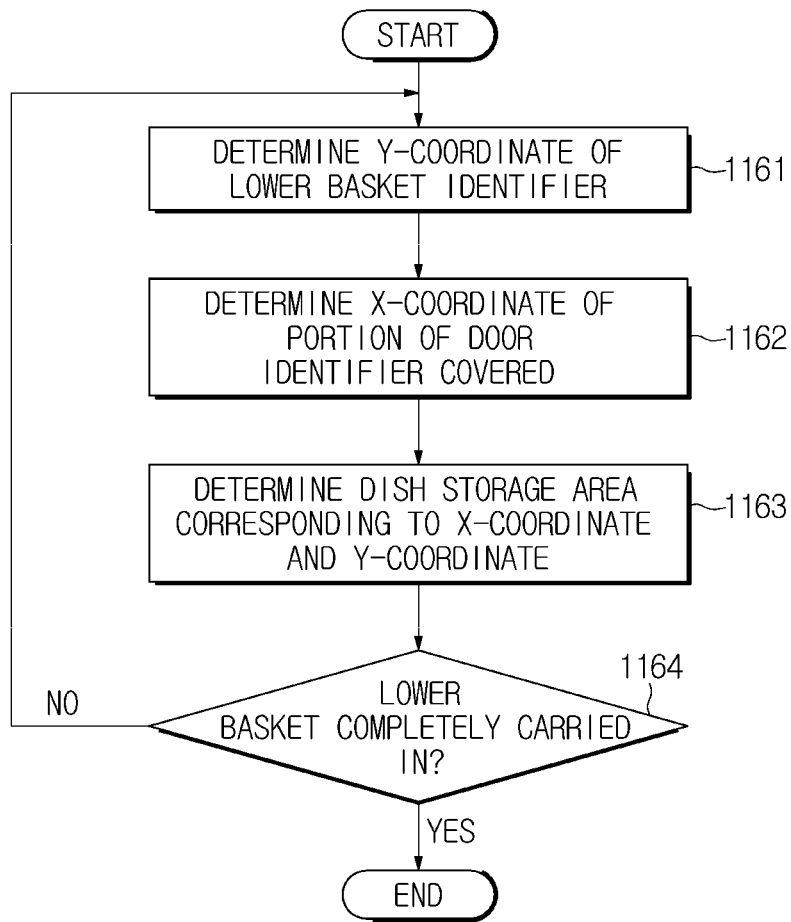 START
DETERMINE Y-COORDINATE OF
LOWER BASKET IDENTIFIER
1161
DETERMINE X-COORDINATE OF
PORTION OF DOOR
IDENTIFIER COVERED
1162
DETERMINE DISH STORAGE AREA
CORRESPONDING TO X-COORDINATE
AND Y-COORDINATE
1163
1164
LOWER
BASKET COMPLETELY CARRIED
IN?
NO
YES
END